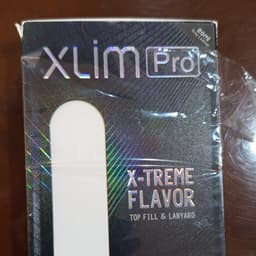 XLIM Pro
X-TREME
FLAVOR
TOP FILL & LANYARD